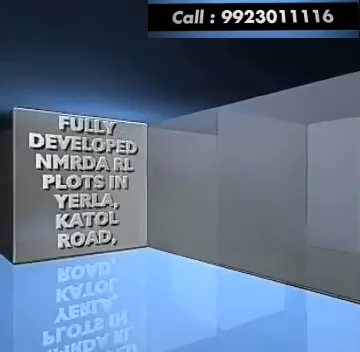 Call : 9923011116
FULLY
DEVELOPED
NMRDA RL
PLOTS IN
YERLA,
KATOL
ROAD,